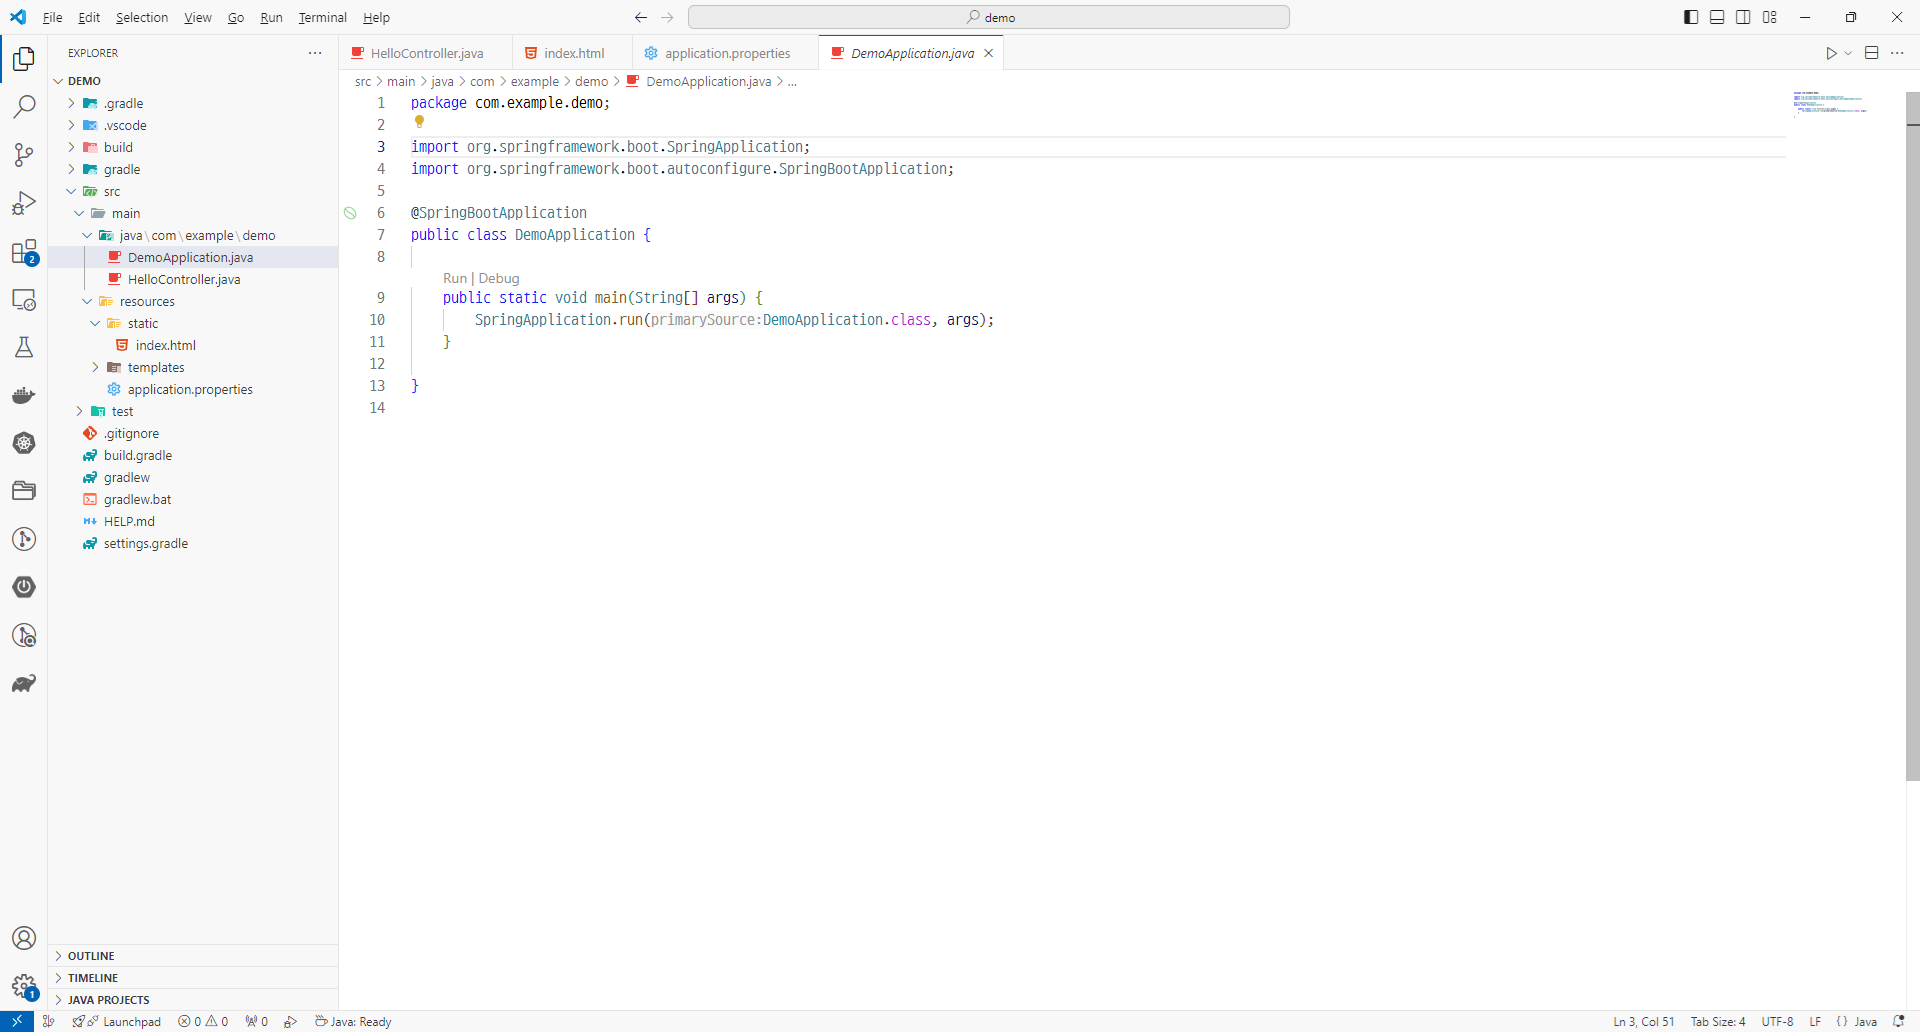 File Edit Selection View Go Run Terminal Help
demo
EXPLORER
DEMO
.gradle
.vscode
build
gradle
src
main
java\com\example\demo
DemoApplication.java
HelloController.java
resources
static
index.html
templates
application.properties
test
.gitignore
build.gradle
gradlew
gradlew.bat
HELP.md
settings.gradle
OUTLINE
TIMELINE
JAVA PROJECTS
2
1
HelloController.java index.html application.properties DemoApplication.java
src > main > java > com > example > demo > DemoApplication.java > ...
1 package com.example.demo;
2
3 import org.springframework.boot.SpringApplication;
4 import org.springframework.boot.autoconfigure.SpringBootApplication;
5
6 @SpringBootApplication
7 public class DemoApplication {
8
Run | Debug
9 public static void main(String[] args) {
10 SpringApplication.run(primarySource:DemoApplication.class, args);
11 }
12
13 }
14
Launchpad 0 0 0 Java: Ready
Ln 3, Col 51 Tab Size: 4 UTF-8 LF {} Java